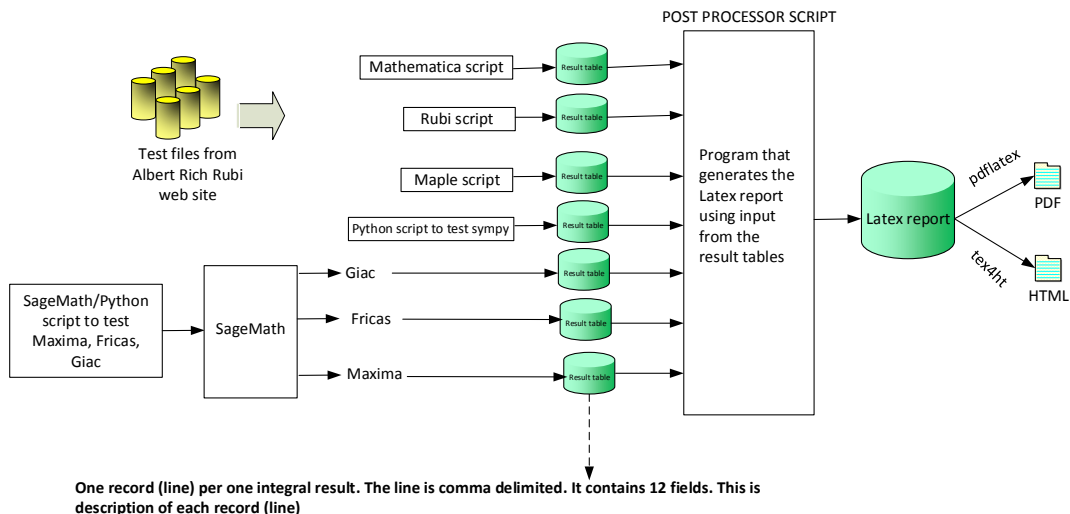 POST PROCESSOR SCRIPT
Mathematica script
Result table
Rubi script
Result table
Test files from
Albert Rich Rubi
web site
Maple script
Result table
Python script to test sympy
Result table
Program that
generates the
Latex report
using input
from the
result tables
Latex report
pdflatex
PDF
tex4ht
HTML
SageMath/Python
script to test
Maxima, Fricas,
Giac
SageMath
Giac
Result table
Fricas
Result table
Maxima
Result table
One record (line) per one integral result. The line is comma delimited. It contains 12 fields. This is
description of each record (line)